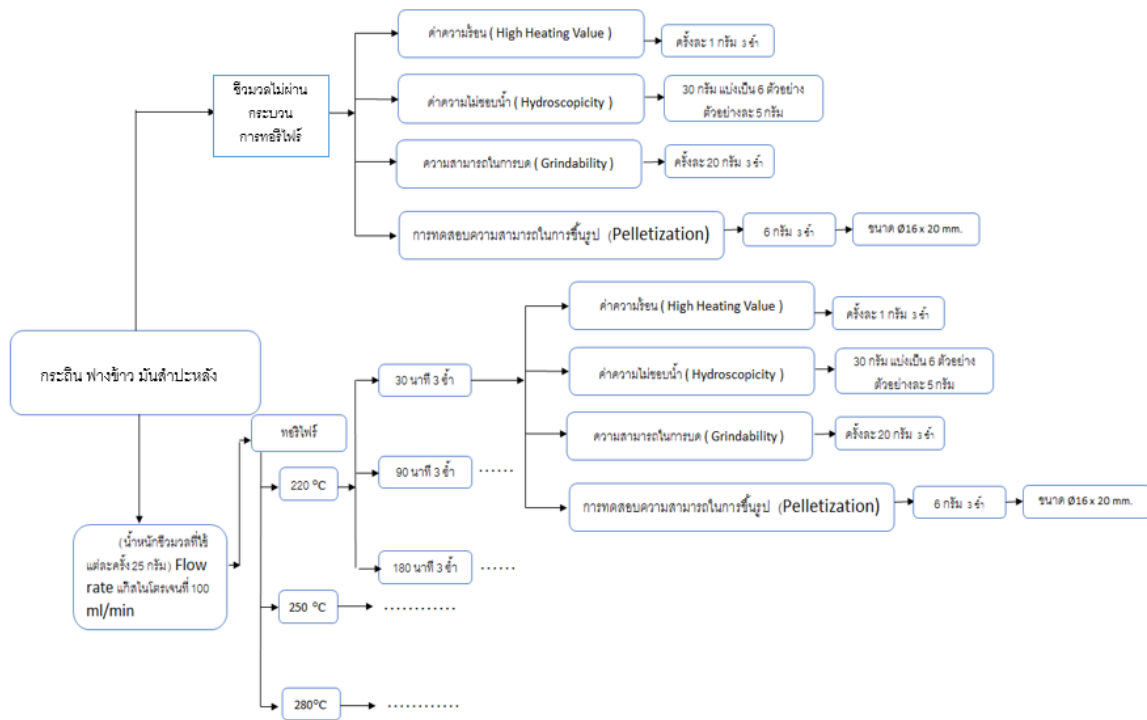 ค่าความร้อน ( High Heating Value )
ครั้งละ 1 กรัม 3 ซ้ำ
ชีวมวลไม่ผ่าน
กระบวน
การทอริไฟร์
ค่าความไม่ชอบน้ำ ( Hydroscopicity )
30 กรัม แบ่งเป็น 6 ตัวอย่าง
ตัวอย่างละ 5 กรัม
ความสามารถในการบด ( Grindability )
ครั้งละ 20 กรัม 3 ซ้ำ
การทดสอบความสามารถในการขึ้นรูป (Pelletization)
6 กรัม 3 ซ้ำ
ขนาด Ø16 x 20 mm.
กระถิน ฟางข้าว มันสำปะหลัง
(น้ำหนักชีวมวลที่ใช้
แต่ละครั้ง 25 กรัม) Flow
rate แก๊สไนโตรเจนที่ 100
ml/min
ทอริไฟร์
220 °C
30 นาที 3 ซ้ำ
ค่าความร้อน ( High Heating Value )
ครั้งละ 1 กรัม 3 ซ้ำ
ค่าความไม่ชอบน้ำ ( Hydroscopicity )
30 กรัม แบ่งเป็น 6 ตัวอย่าง
ตัวอย่างละ 5 กรัม
ความสามารถในการบด ( Grindability )
ครั้งละ 20 กรัม 3 ซ้ำ
การทดสอบความสามารถในการขึ้นรูป (Pelletization)
6 กรัม 3 ซ้ำ
ขนาด Ø16 x 20 mm.
90 นาที 3 ซ้ำ ......
180 นาที 3 ซ้ำ ......
250 °C ............
280°C ............